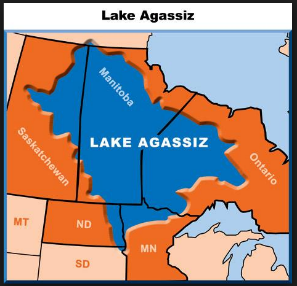 Lake Agassiz
Manitoba
LAKE AGASSIZ
Saskatchewan
Ontario
MT
ND
MN
SD